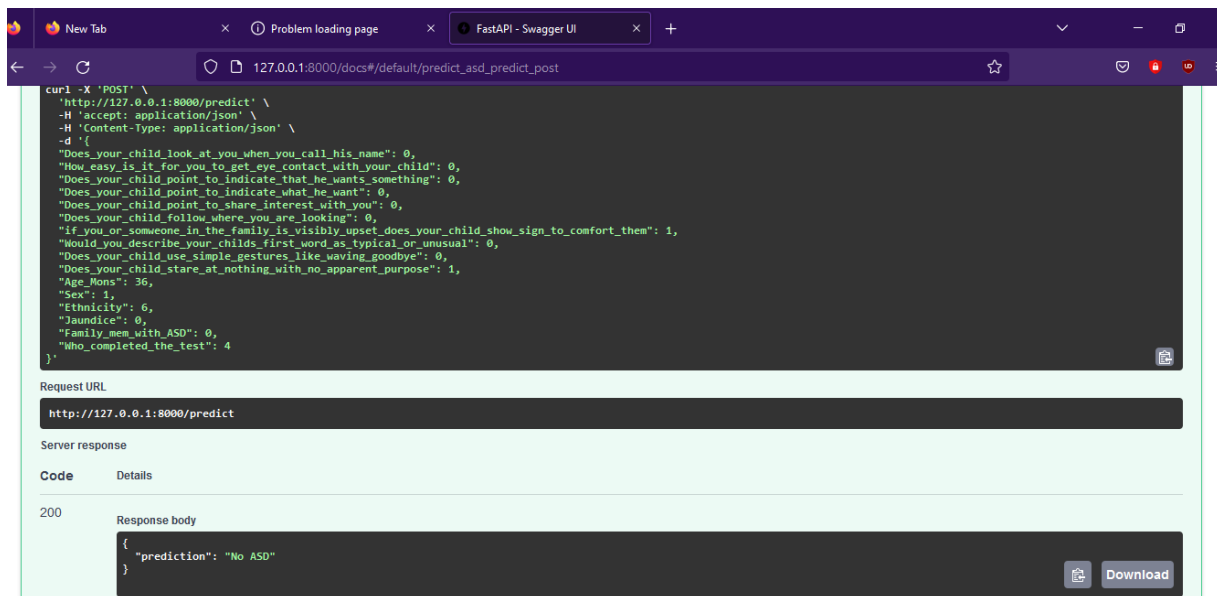 New Tab
Problem loading page
FastAPI - Swagger UI
127.0.0.1:8000/docs#/default/predict_asd_predict_post
curl -X 'POST' \
'http://127.0.0.1:8000/predict' \
-H 'accept: application/json' \
-H 'Content-Type: application/json' \
-d '{
"Does_your_child_look_at_you_when_you_call_his_name": 0,
"How_easy_is_it_for_you_to_get_eye_contact_with_your_child": 0,
"Does_your_child_point_to_indicate_that_he_wants_something": 0,
"Does_your_child_point_to_indicate_what_he_want": 0,
"Does_your_child_point_to_share_interest_with_you": 0,
"Does_your_child_follow_where_you_are_looking": 0,
"if_you_or_somweone_in_the_family_is_visibly_upset_does_your_child_show_sign_to_comfort_them": 1,
"Would_you_describe_your_childs_first_word_as_typical_or_unusual": 0,
"Does_your_child_use_simple_gestures_like_waving_goodbye": 0,
"Does_your_child_stare_at_nothing_with_no_apparent_purpose": 1,
"Age_Mons": 36,
"Sex": 1,
"Ethnicity": 6,
"Jaundice": 0,
"Family_mem_with_ASD": 0,
"Who_completed_the_test": 4
}'
Request URL
http://127.0.0.1:8000/predict
Server response
Code Details
200
Response body
{
"prediction": "No ASD"
}
Download